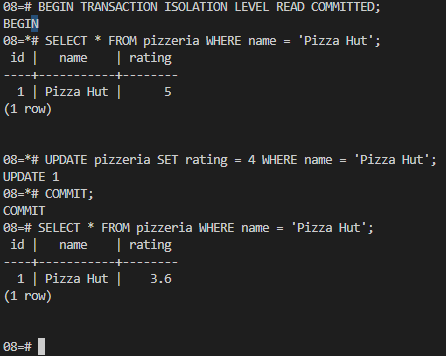 08=# BEGIN TRANSACTION ISOLATION LEVEL READ COMMITTED;
BEGIN
08=*# SELECT * FROM pizzeria WHERE name = 'Pizza Hut';
 id |   name    | rating
----+-----------+--------
  1 | Pizza Hut |      5
(1 row)
08=*# UPDATE pizzeria SET rating = 4 WHERE name = 'Pizza Hut';
UPDATE 1
08=*# COMMIT;
COMMIT
08=# SELECT * FROM pizzeria WHERE name = 'Pizza Hut';
 id |   name    | rating
----+-----------+--------
  1 | Pizza Hut |    3.6
(1 row)
08=#